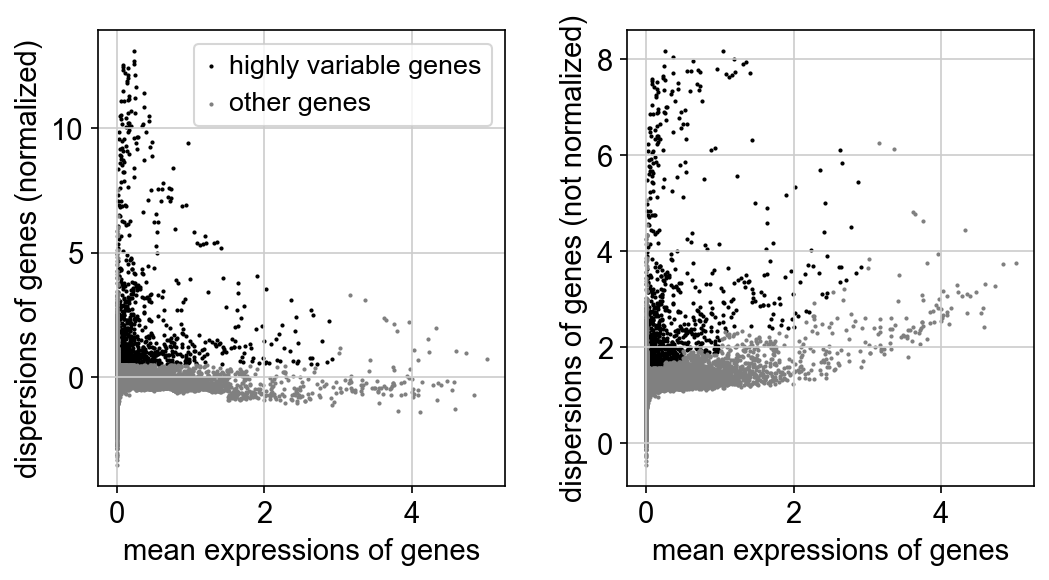 dispersions of genes (normalized)
10
5
0
highly variable genes
other genes
0 2 4
mean expressions of genes
dispersions of genes (not normalized)
8
6
4
2
0
0 2 4
mean expressions of genes